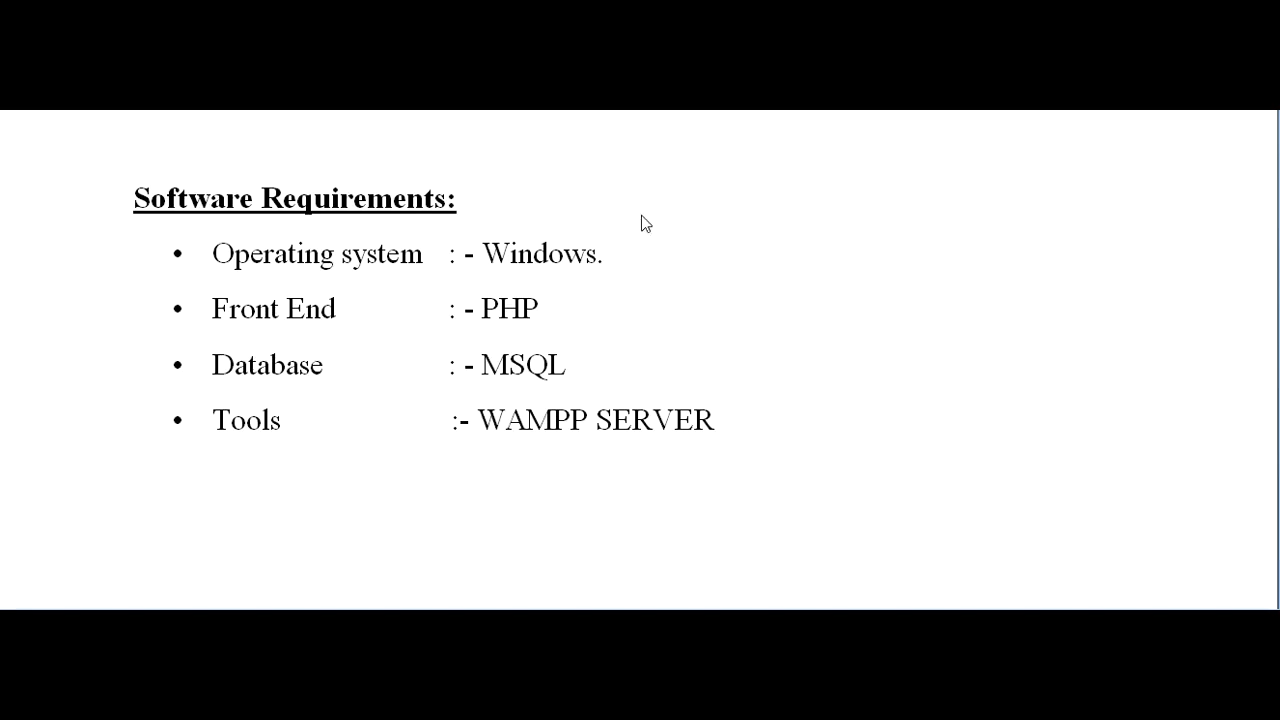 Software Requirements:
• Operating system : - Windows.
• Front End : - PHP
• Database : - MSQL
• Tools :- WAMPP SERVER